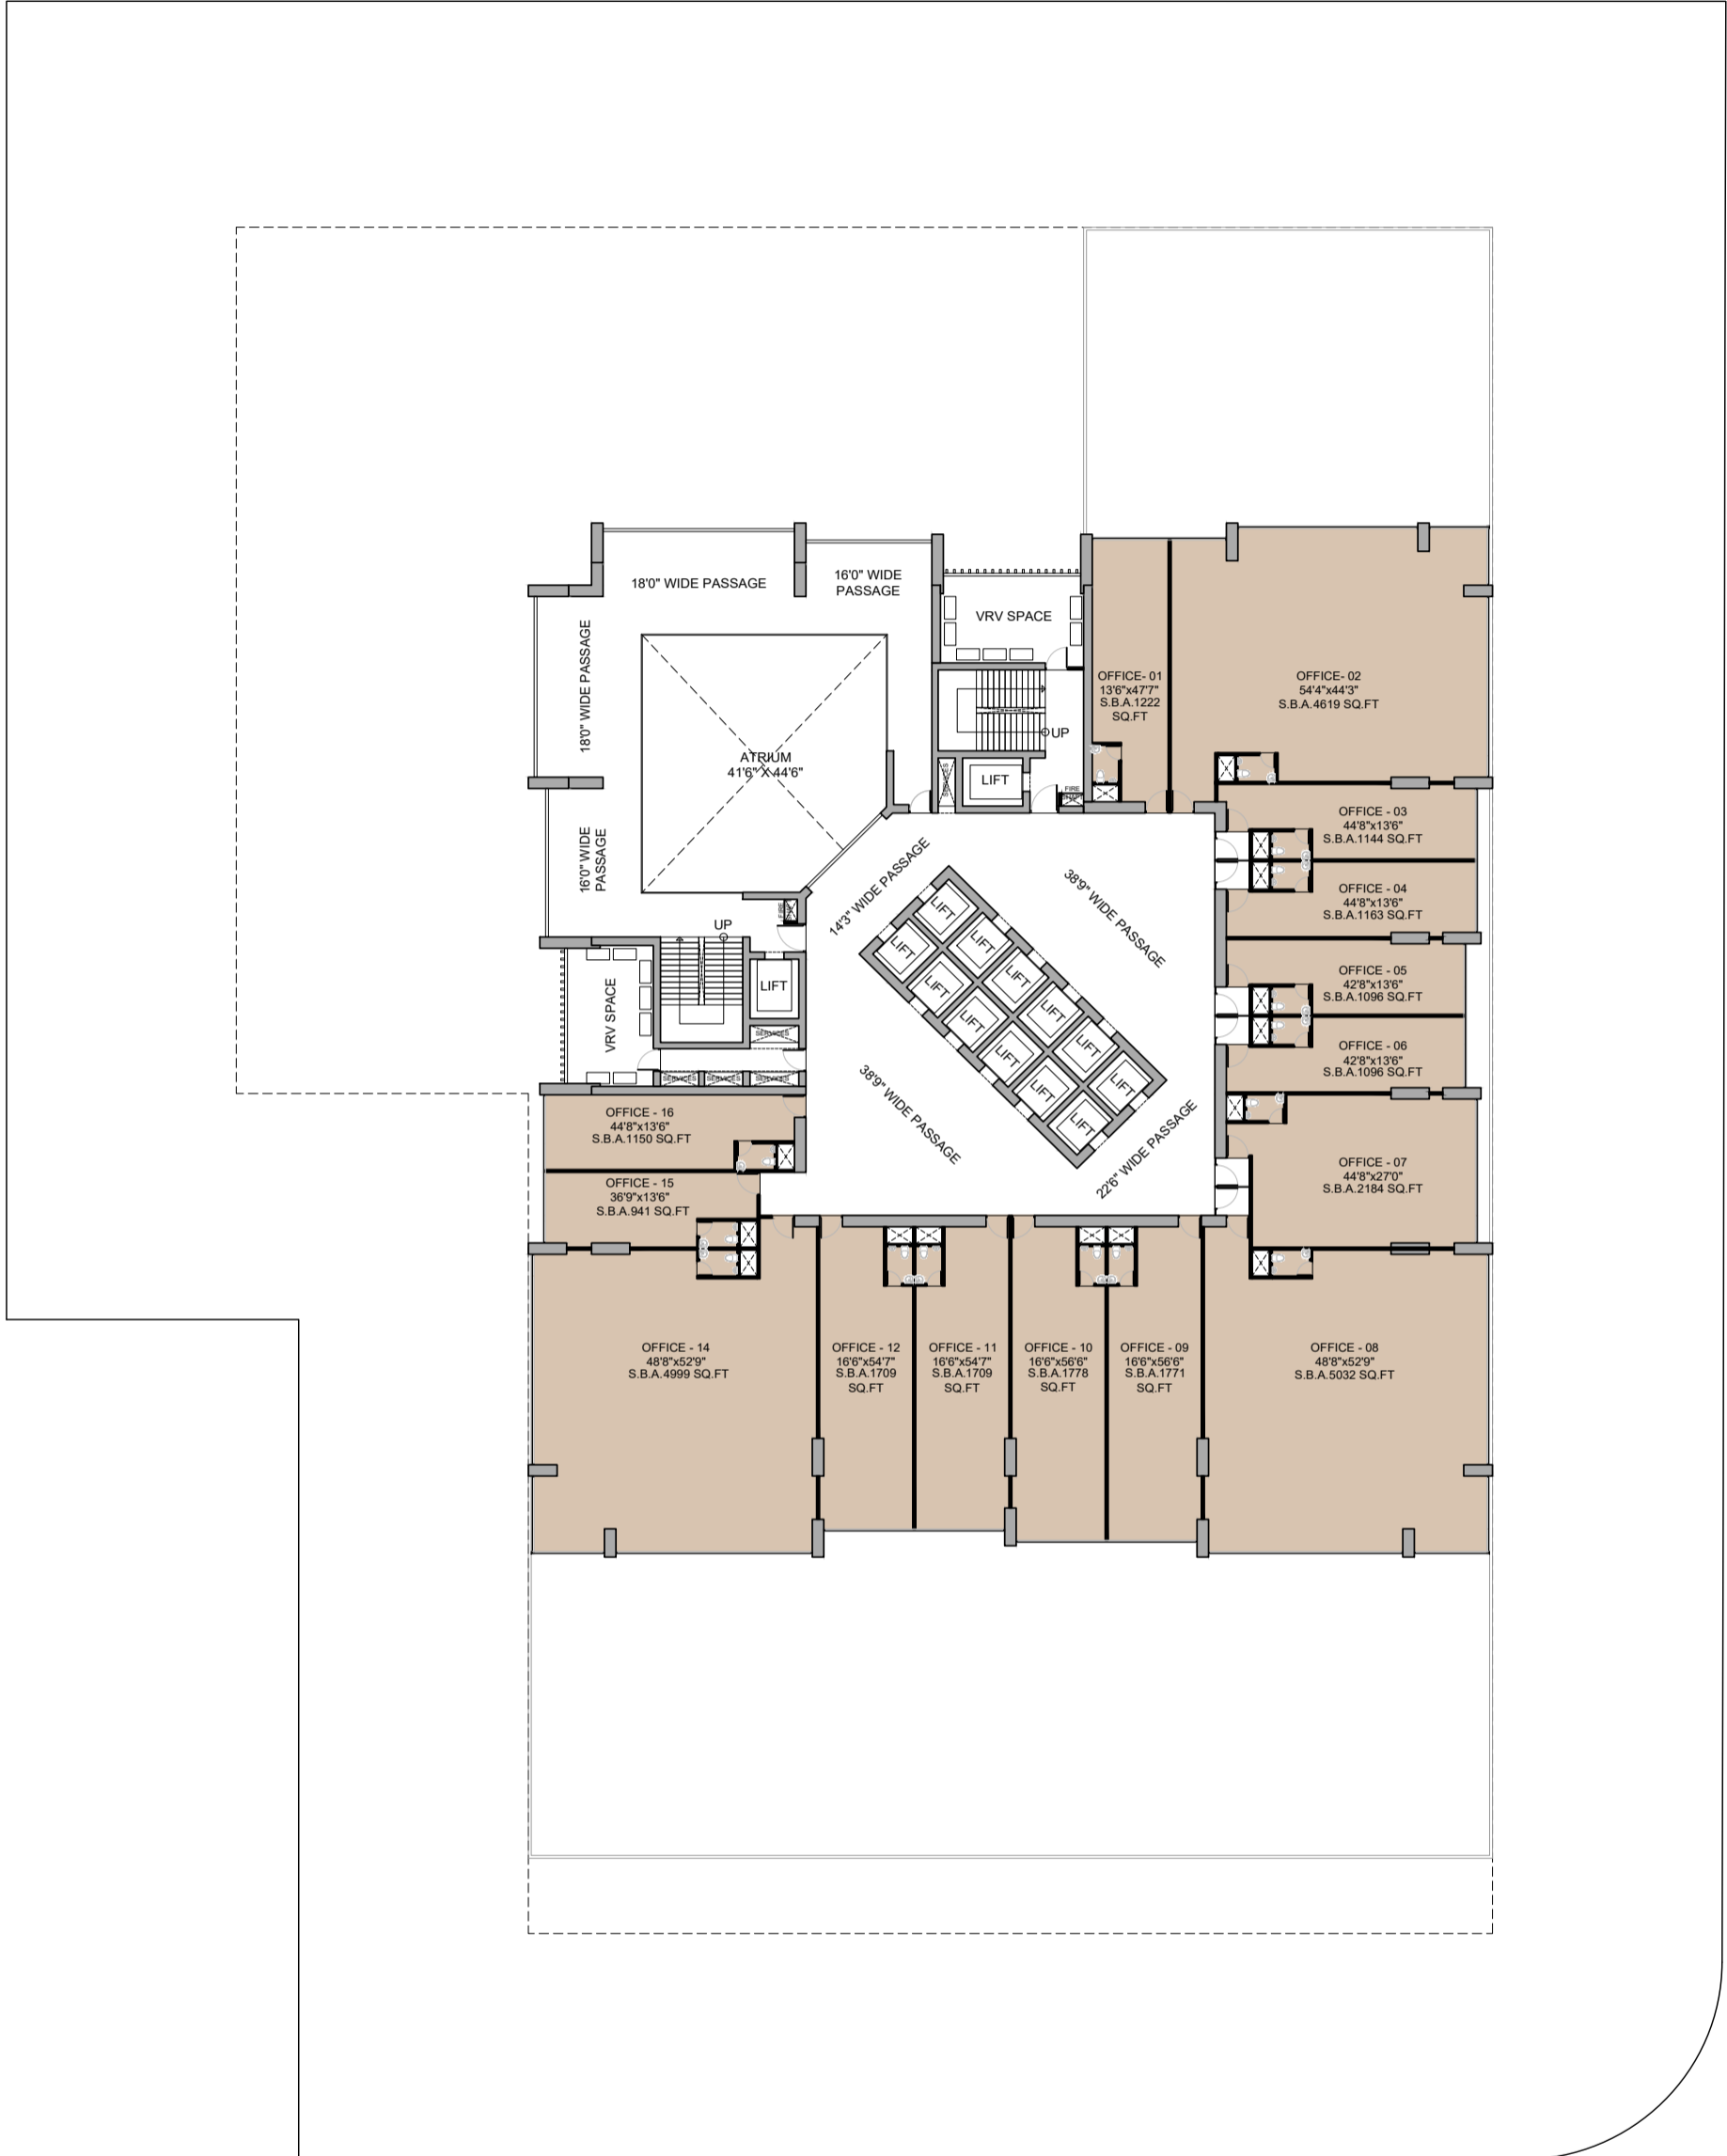 18'0" WIDE PASSAGE
16'0" WIDE
PASSAGE
VRV SPACE
18'0" WIDE PASSAGE
OFFICE- 01
13'6"x47'7"
S.B.A.1222
SQ.FT
OFFICE- 02
54'4"x44'3"
S.B.A.4619 SQ.FT
UP
ATRIUM
41'6" X 44'6"
SERVICES
LIFT
FIRE
OFFICE - 03
44'8"x13'6"
S.B.A.1144 SQ.FT
16'0" WIDE
PASSAGE
14'3" WIDE PASSAGE
38'9" WIDE PASSAGE
OFFICE - 04
44'8"x13'6"
S.B.A.1163 SQ.FT
FIRE
UP
LIFT
LIFT
LIFT
LIFT
LIFT
LIFT
LIFT
LIFT
LIFT
LIFT
LIFT
LIFT
LIFT
VRV SPACE
SERVICES
SERVICES
SERVICES
SERVICES
OFFICE - 05
42'8"x13'6"
S.B.A.1096 SQ.FT
OFFICE - 06
42'8"x13'6"
S.B.A.1096 SQ.FT
38'9" WIDE PASSAGE
22'6" WIDE PASSAGE
OFFICE - 16
44'8"x13'6"
S.B.A.1150 SQ.FT
OFFICE - 07
44'8"x27'0"
S.B.A.2184 SQ.FT
OFFICE - 15
36'9"x13'6"
S.B.A.941 SQ.FT
OFFICE - 14
48'8"x52'9"
S.B.A.4999 SQ.FT
OFFICE - 12
16'6"x54'7"
S.B.A.1709
SQ.FT
OFFICE - 11
16'6"x54'7"
S.B.A.1709
SQ.FT
OFFICE - 10
16'6"x56'6"
S.B.A.1778
SQ.FT
OFFICE - 09
16'6"x56'6"
S.B.A.1771
SQ.FT
OFFICE - 08
48'8"x52'9"
S.B.A.5032 SQ.FT